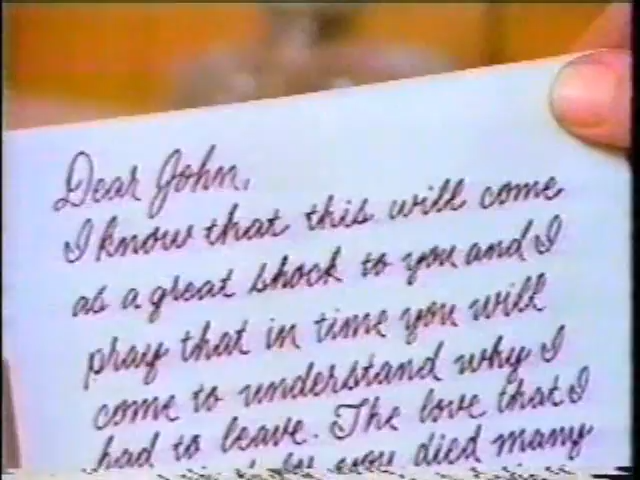 Dear John,
I know that this will come
as a great shock to you and I
pray that in time you will
come to understand why I
had to leave. The love that I
you died many